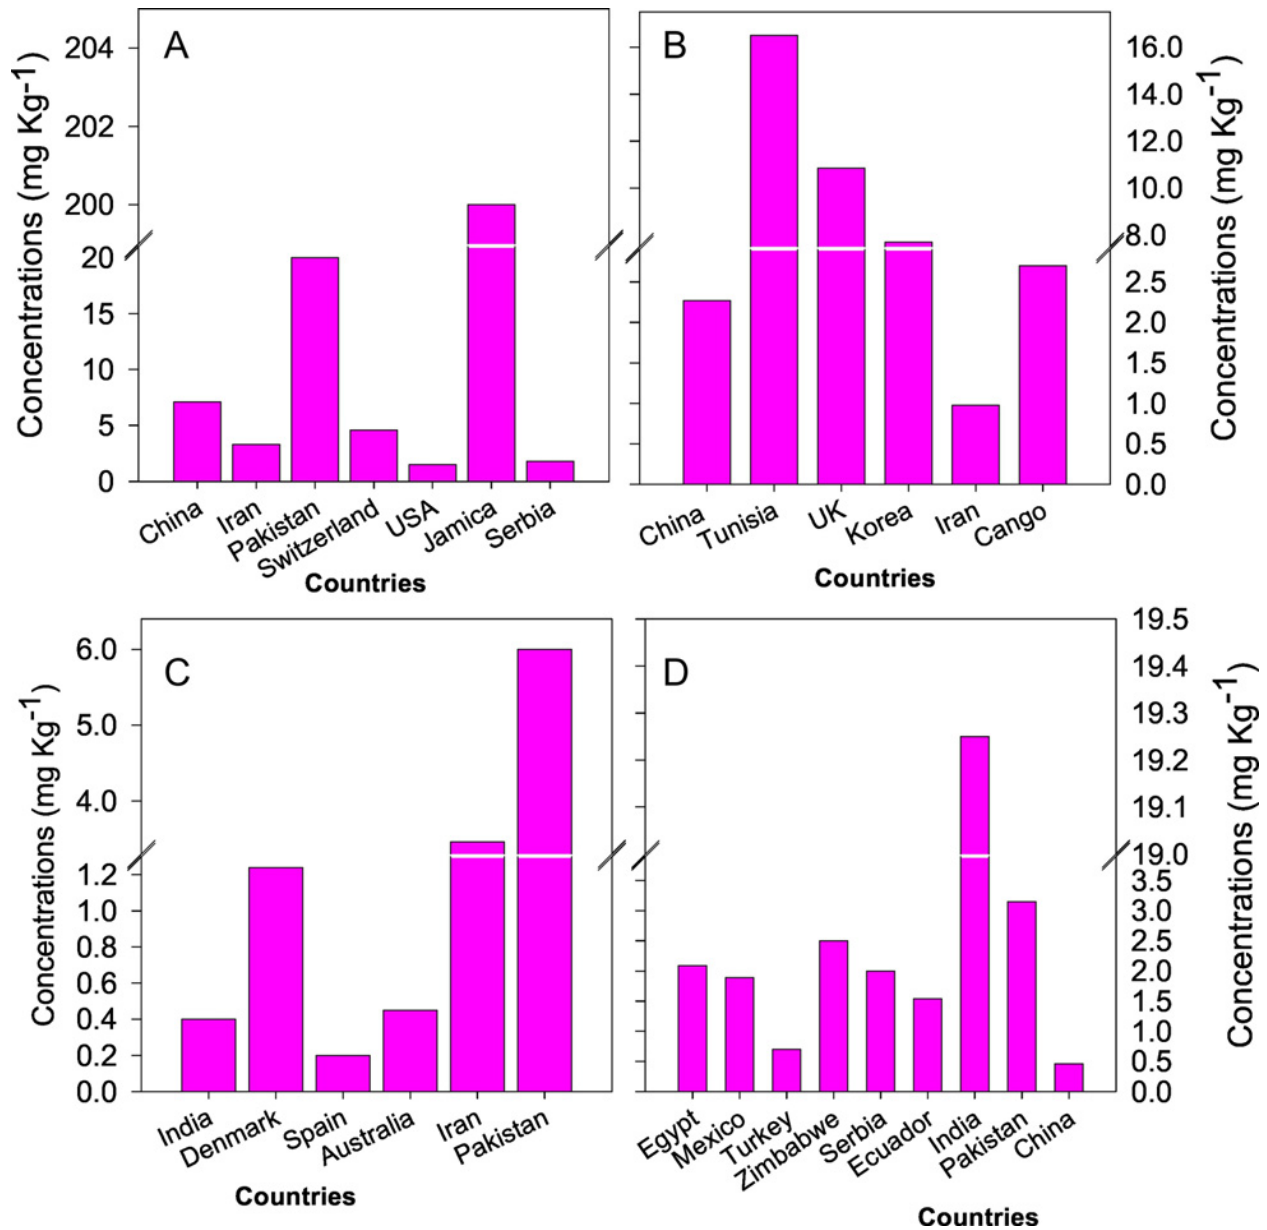 A
Concentrations (mg Kg-1)
204
202
200
20
15
10
5
0
China
Iran
Pakistan
Switzerland
USA
Jamica
Serbia
Countries
B
Concentrations (mg Kg-1)
16.0
14.0
12.0
10.0
8.0
2.5
2.0
1.5
1.0
0.5
0.0
China
Tunisia
UK
Korea
Iran
Cango
Countries
C
Concentrations (mg Kg-1)
6.0
5.0
4.0
1.2
1.0
0.8
0.6
0.4
0.2
0.0
India
Denmark
Spain
Australia
Iran
Pakistan
Countries
D
Concentrations (mg Kg-1)
19.5
19.4
19.3
19.2
19.1
19.0
3.5
3.0
2.5
2.0
1.5
1.0
0.5
0.0
Egypt
Mexico
Turkey
Zimbabwe
Serbia
Ecuador
India
Pakistan
China
Countries